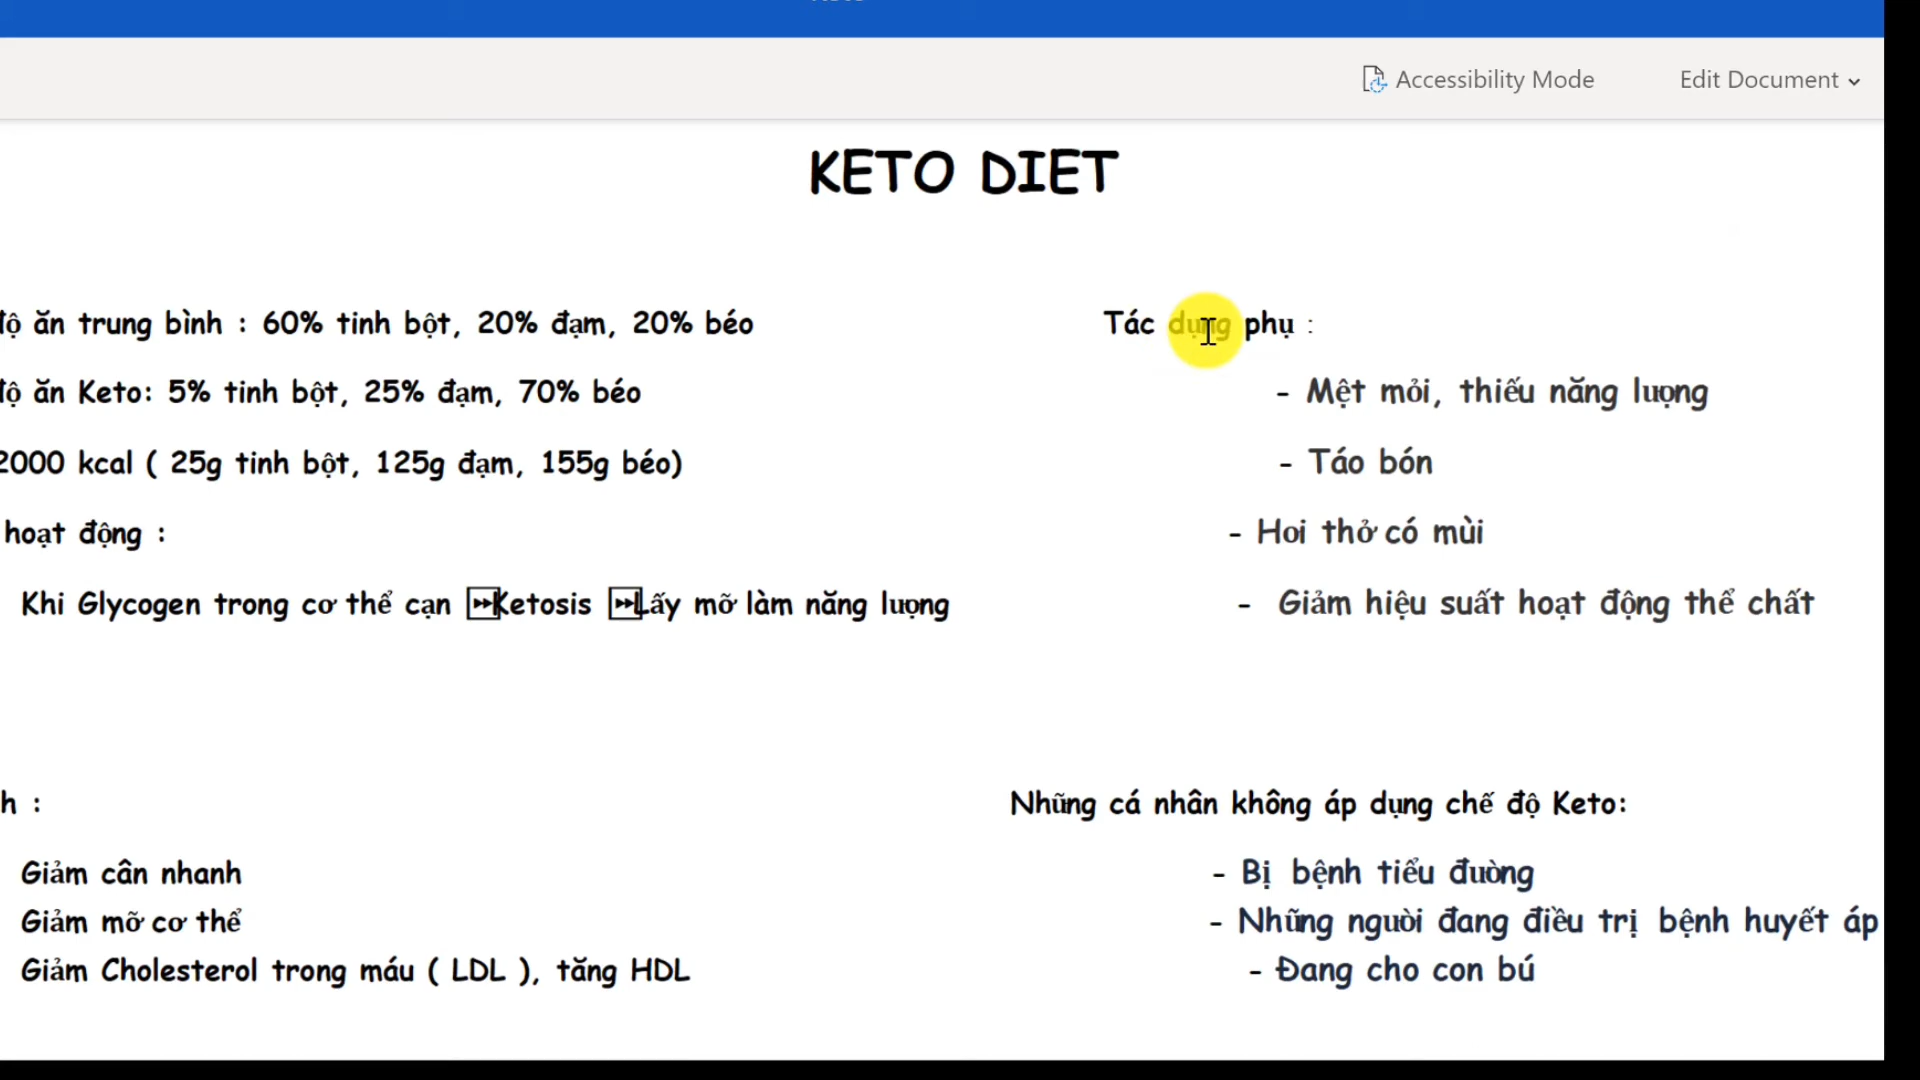 Accessibility Mode
Edit Document
KETO DIET
độ ăn trung bình : 60% tinh bột, 20% đạm, 20% béo
độ ăn Keto: 5% tinh bột, 25% đạm, 70% béo
2000 kcal ( 25g tinh bột, 125g đạm, 155g béo)
hoạt động :
Khi Glycogen trong cơ thể cạn Ketosis Lấy mỡ làm năng lượng
h :
Giảm cân nhanh
Giảm mỡ cơ thể
Giảm Cholesterol trong máu ( LDL ), tăng HDL
Tác dụng phụ :
- Mệt mỏi, thiếu năng lượng
- Táo bón
- Hơi thở có mùi
- Giảm hiệu suất hoạt động thể chất
Những cá nhân không áp dụng chế độ Keto:
- Bị bệnh tiểu đường
- Những người đang điều trị bệnh huyết áp
- Đang cho con bú